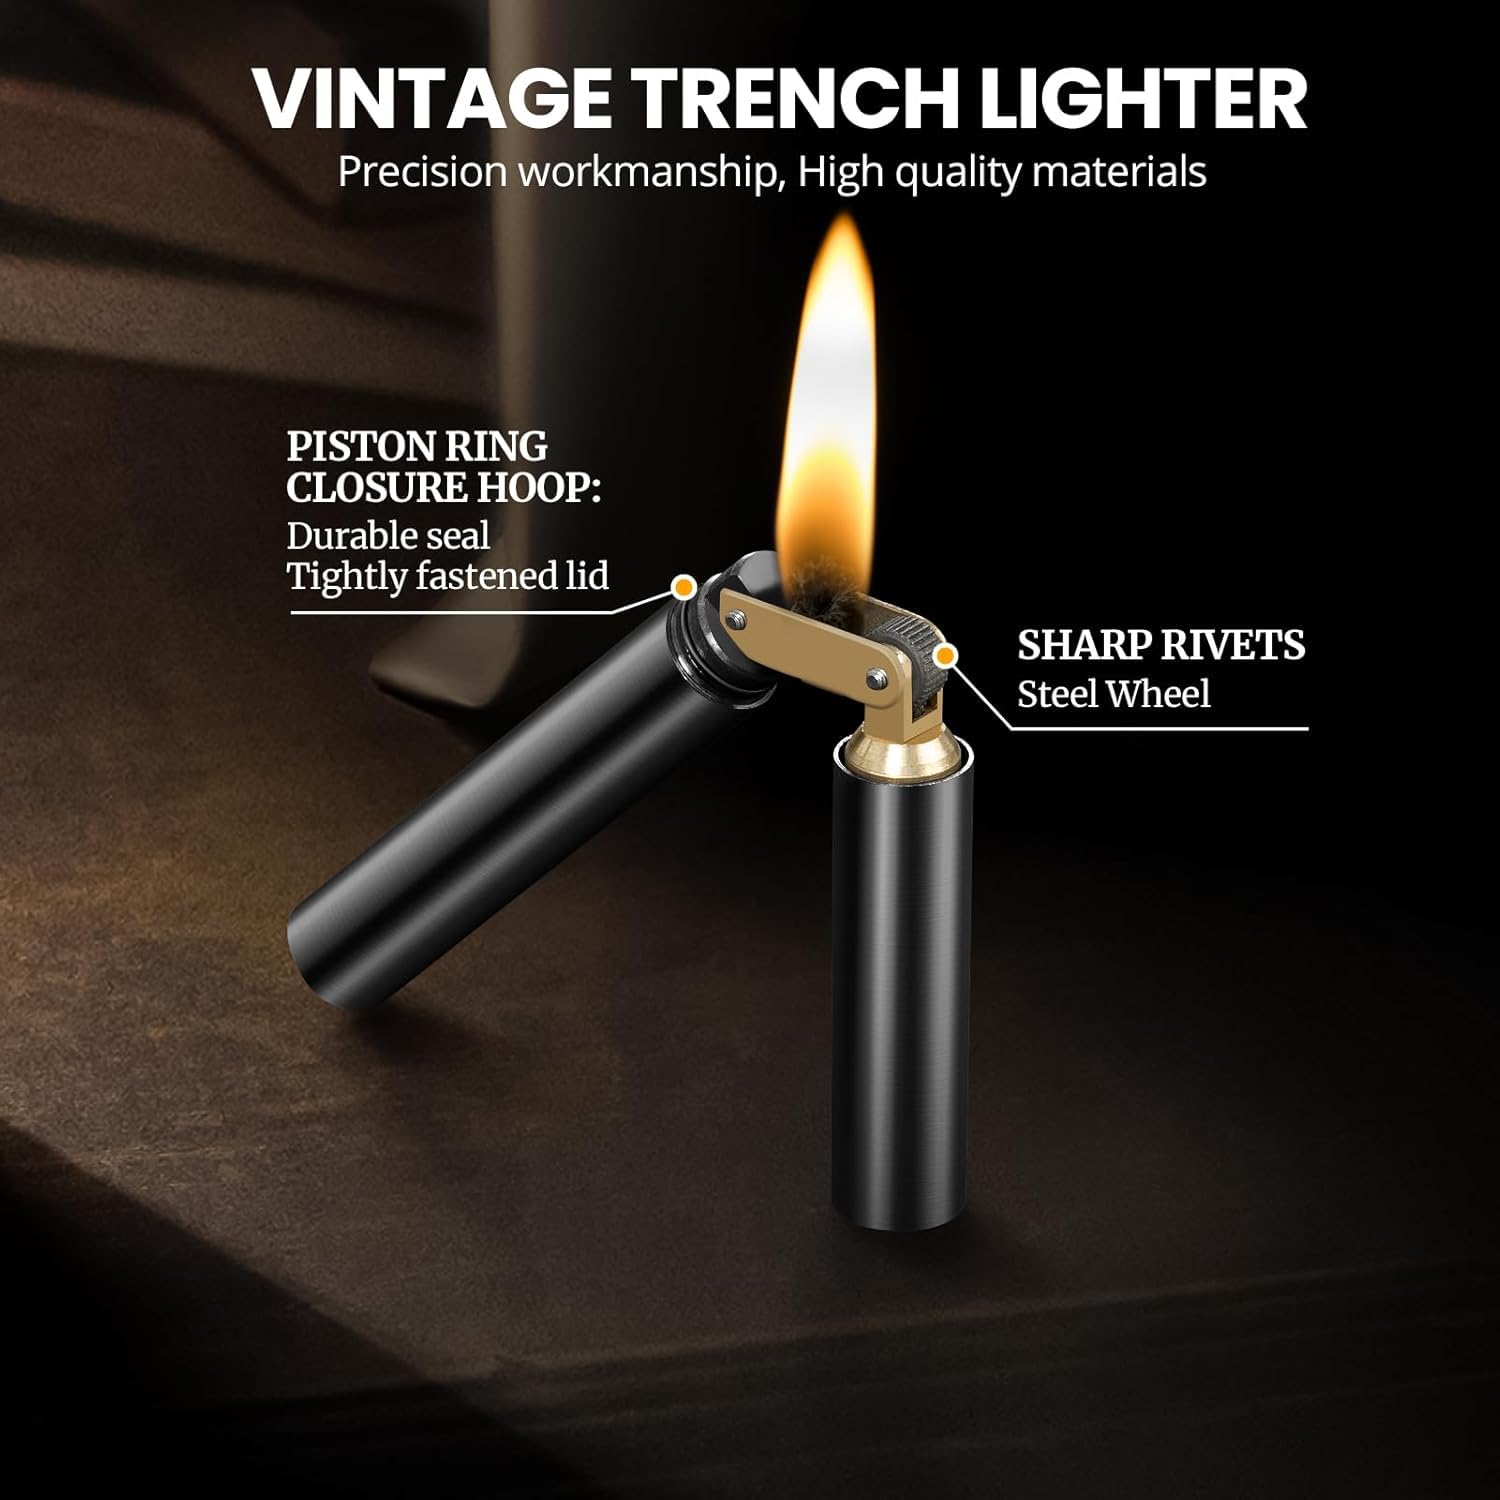 VINTAGE TRENCH LIGHTER
Precision workmanship, High quality materials
PISTON RING
CLOSURE HOOP:
Durable seal
Tightly fastened lid
SHARP RIVETS
Steel Wheel